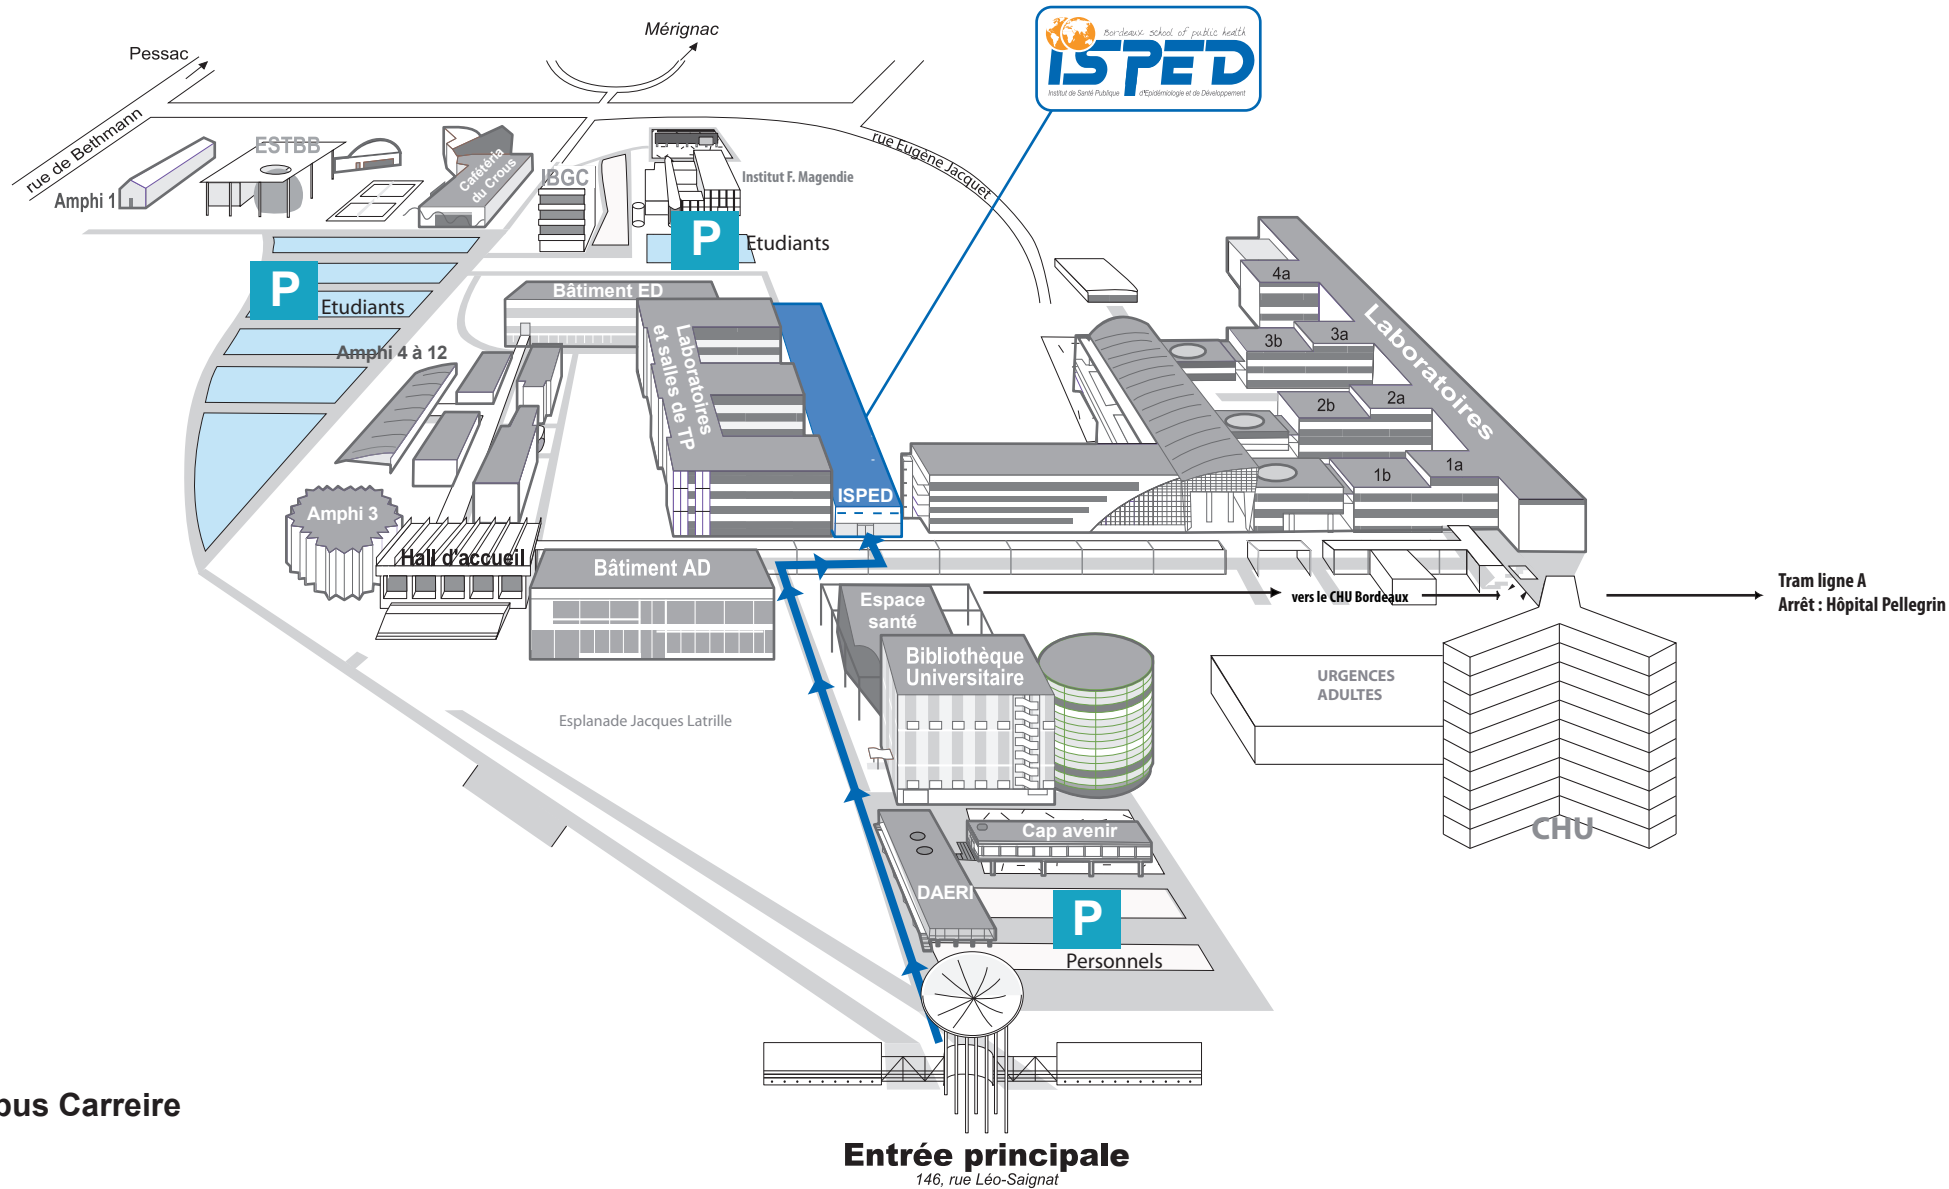 Mérignac
Pessac
Bordeaux school of public health
ISPED
Institut de Santé Publique d'Epidémiologie et de Développement
rue de Bethmann
ESTBB
Cafétéria
du Crous
IBGC
Institut F. Magendie
rue Eugène Jacquet
Amphi 1
P
Etudiants
P
Etudiants
Bâtiment ED
Laboratoires
et salles de TP
Amphi 4 à 12
4a
3b
3a
2b
2a
1b
1a
Laboratoires
ISPED
Amphi 3
Hall d'accueil
Bâtiment AD
Espace
santé
vers le CHU Bordeaux
Tram ligne A
Arrêt : Hôpital Pellegrin
Bibliothèque
Universitaire
URGENCES
ADULTES
Esplanade Jacques Latrille
CHU
Cap avenir
DAERI
P
Personnels
pus Carreire
Entrée principale
146, rue Léo-Saignat